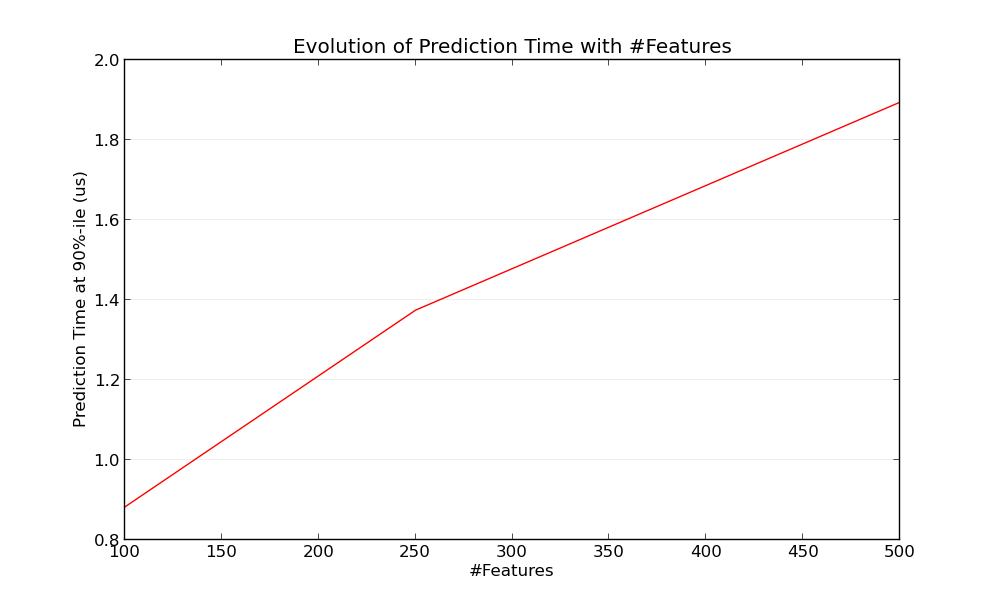 Evolution of Prediction Time with #Features
2.0
1.8
1.6
1.4
1.2
1.0
0.8
Prediction Time at 90%-ile (us)
100 150 200 250 300 350 400 450 500
#Features